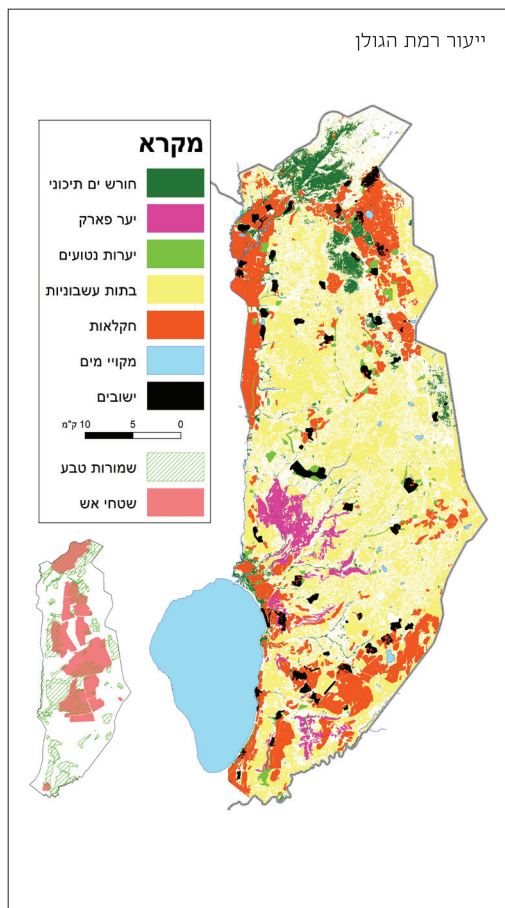 ייעור רמת הגולן
מקרא
חורש ים תיכוני
יער פארק
יערות נטועים
בתות עשבוניות
חקלאות
מקויי מים
ישובים
ק"מ 10 5 0
שמורות טבע
שטחי אש